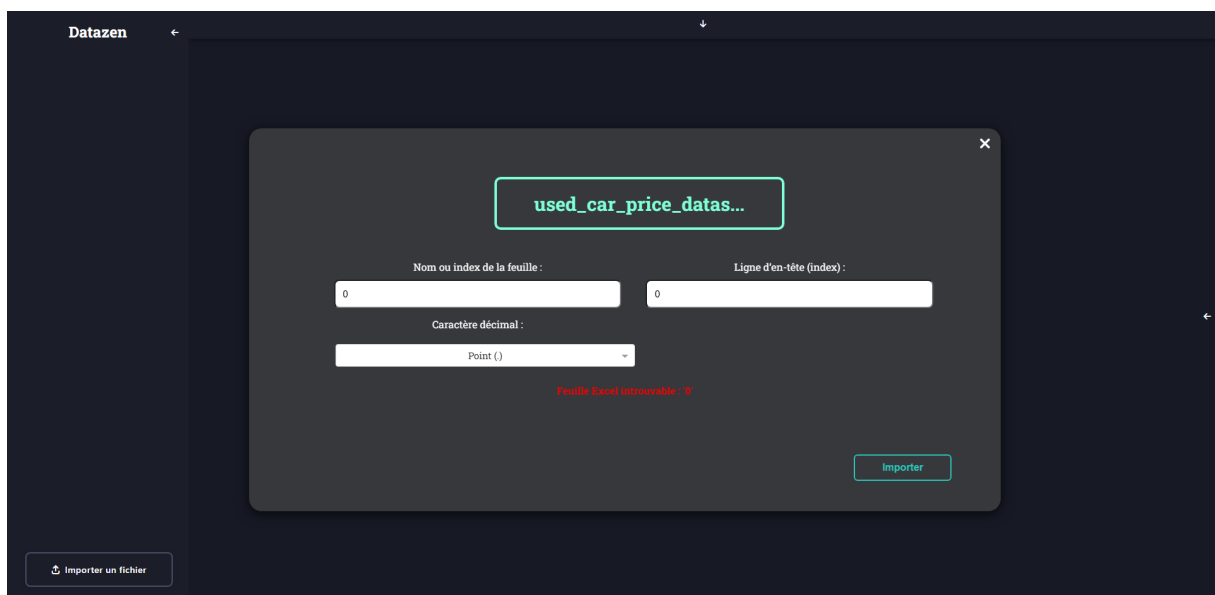 Datazen
used_car_price_datas...
Nom ou index de la feuille :
Ligne d'en-tête (index) :
0
0
Caractère décimal :
Point (.)
Feuille Excel introuvable : '0'
Importer
Importer un fichier